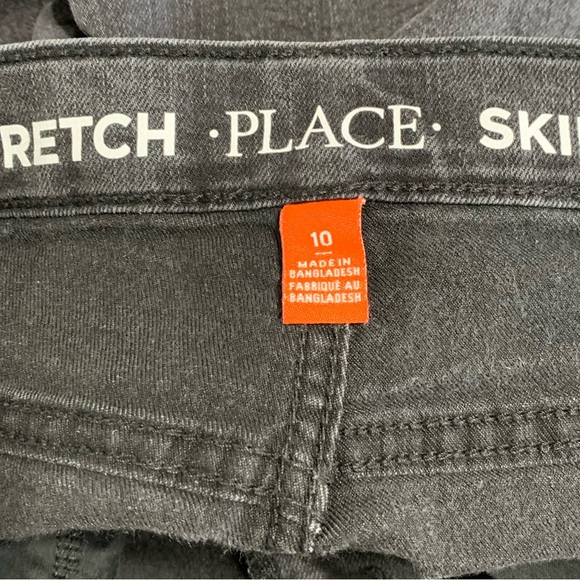 RETCH ·PLACE· SKI
10
MADE IN
BANGLADESH
FABRIQUÉ AU
BANGLADESH